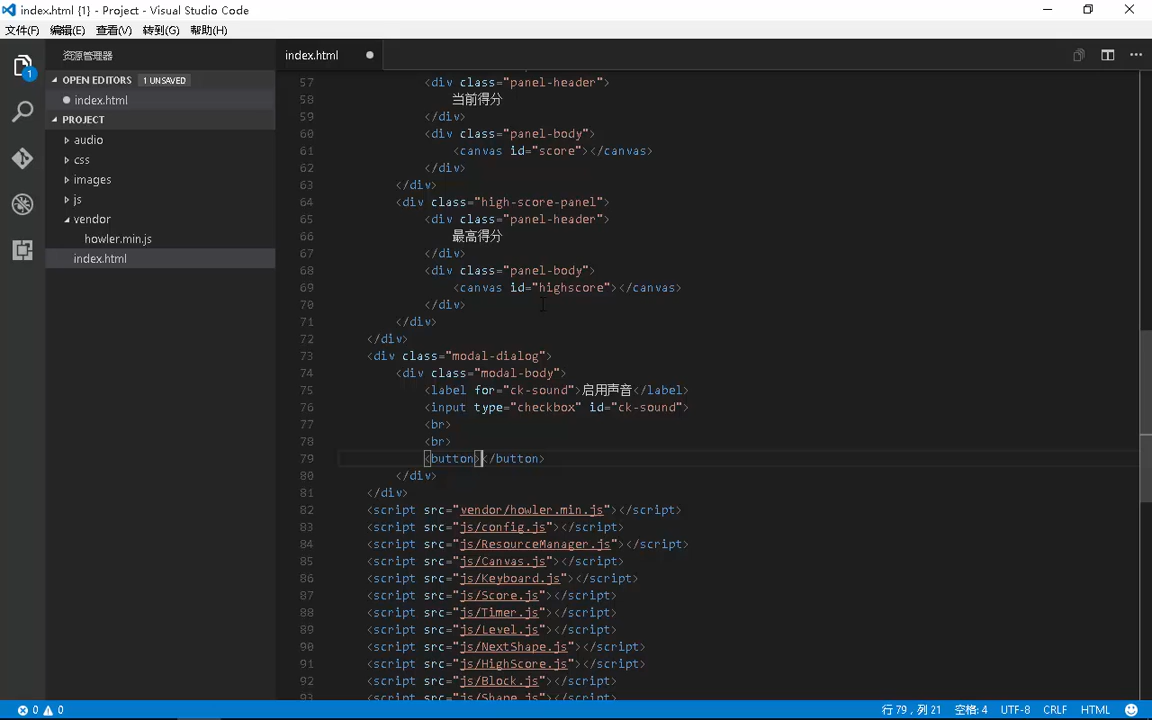 index.html {1} - Project - Visual Studio Code
文件(F) 编辑(E) 查看(V) 转到(G) 帮助(H)
资源管理器
1
OPEN EDITORS 1 UNSAVED
index.html
PROJECT
audio
css
images
js
vendor
howler.min.js
index.html
index.html
57 <div class="panel-header">
58 当前得分
59 </div>
60 <div class="panel-body">
61 <canvas id="score"></canvas>
62 </div>
63 </div>
64 <div class="high-score-panel">
65 <div class="panel-header">
66 最高得分
67 </div>
68 <div class="panel-body">
69 <canvas id="highscore"></canvas>
70 </div>
71 </div>
72 </div>
73 <div class="modal-dialog">
74 <div class="modal-body">
75 <label for="ck-sound">启用声音</label>
76 <input type="checkbox" id="ck-sound">
77 <br>
78 <br>
79 <button></button>
80 </div>
81 </div>
82 <script src="vendor/howler.min.js"></script>
83 <script src="js/config.js"></script>
84 <script src="js/ResourceManager.js"></script>
85 <script src="js/Canvas.js"></script>
86 <script src="js/Keyboard.js"></script>
87 <script src="js/Score.js"></script>
88 <script src="js/Timer.js"></script>
89 <script src="js/Level.js"></script>
90 <script src="js/NextShape.js"></script>
91 <script src="js/HighScore.js"></script>
92 <script src="js/Block.js"></script>
93 <script src="js/Shape.js"></script>
0 0 行 79，列 21 空格: 4 UTF-8 CRLF HTML